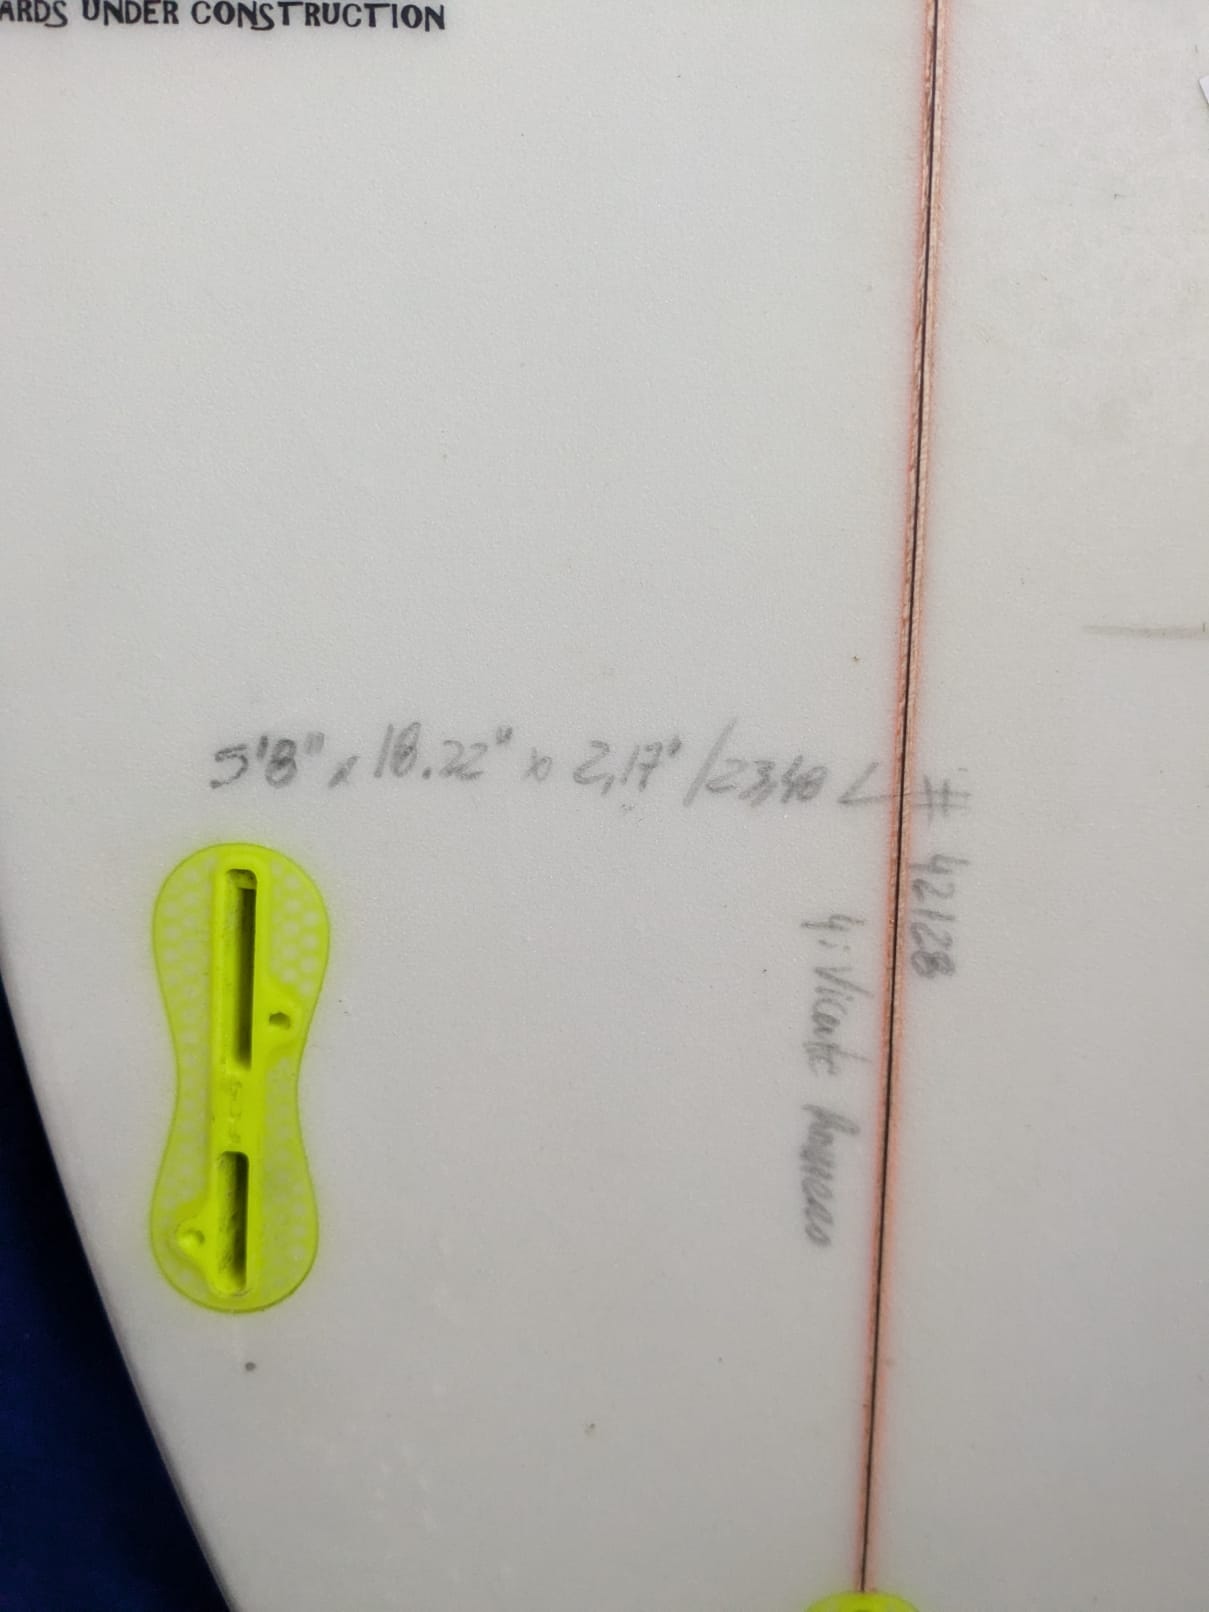 ARDS UNDER CONSTRUCTION
5'8" x 18.22" x 2,17" /23,40 L
# 42128
4: Vicente